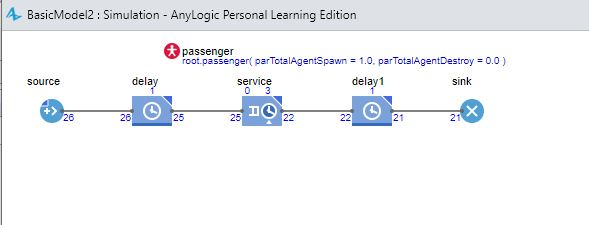 BasicModel2 : Simulation - AnyLogic Personal Learning Edition
passenger
root.passenger( parTotalAgentSpawn = 1.0, parTotalAgentDestroy = 0.0 )
source delay service delay1 sink
1 0 3 1
26 26 25 25 22 22 21 21